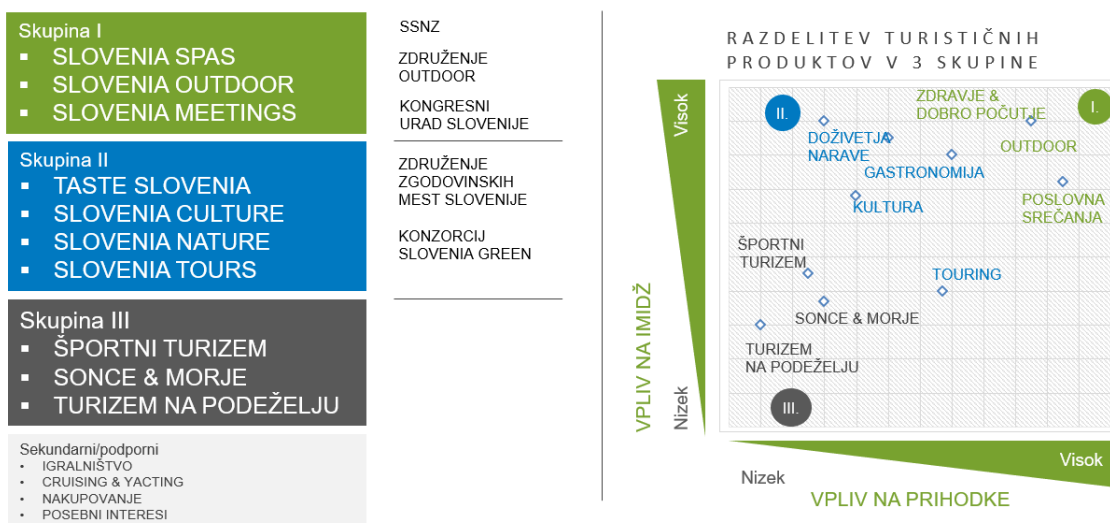 Skupina I
▪ SLOVENIA SPAS
▪ SLOVENIA OUTDOOR
▪ SLOVENIA MEETINGS
Skupina II
▪ TASTE SLOVENIA
▪ SLOVENIA CULTURE
▪ SLOVENIA NATURE
▪ SLOVENIA TOURS
Skupina III
▪ ŠPORTNI TURIZEM
▪ SONCE & MORJE
▪ TURIZEM NA PODEŽELJU
Sekundarni/podporni
• IGRALNIŠTVO
• CRUISING & YACTING
• NAKUPOVANJE
• POSEBNI INTERESI
SSNZ
ZDRUŽENJE
OUTDOOR
KONGRESNI
URAD SLOVENIJE
ZDRUŽENJE
ZGODOVINSKIH
MEST SLOVENIJE
KONZORCIJ
SLOVENIA GREEN
RAZDELITEV TURISTIČNIH
PRODUKTOV V 3 SKUPINE
VPLIV NA IMIDŽ
Visok
Nizek
II.
I.
ZDRAVJE &
DOBRO POČUTJE
DOŽIVETJA
NARAVE
OUTDOOR
GASTRONOMIJA
KULTURA
POSLOVNA
SREČANJA
ŠPORTNI
TURIZEM
TOURING
SONCE & MORJE
TURIZEM
NA PODEŽELJU
III.
Nizek
Visok
VPLIV NA PRIHODKE